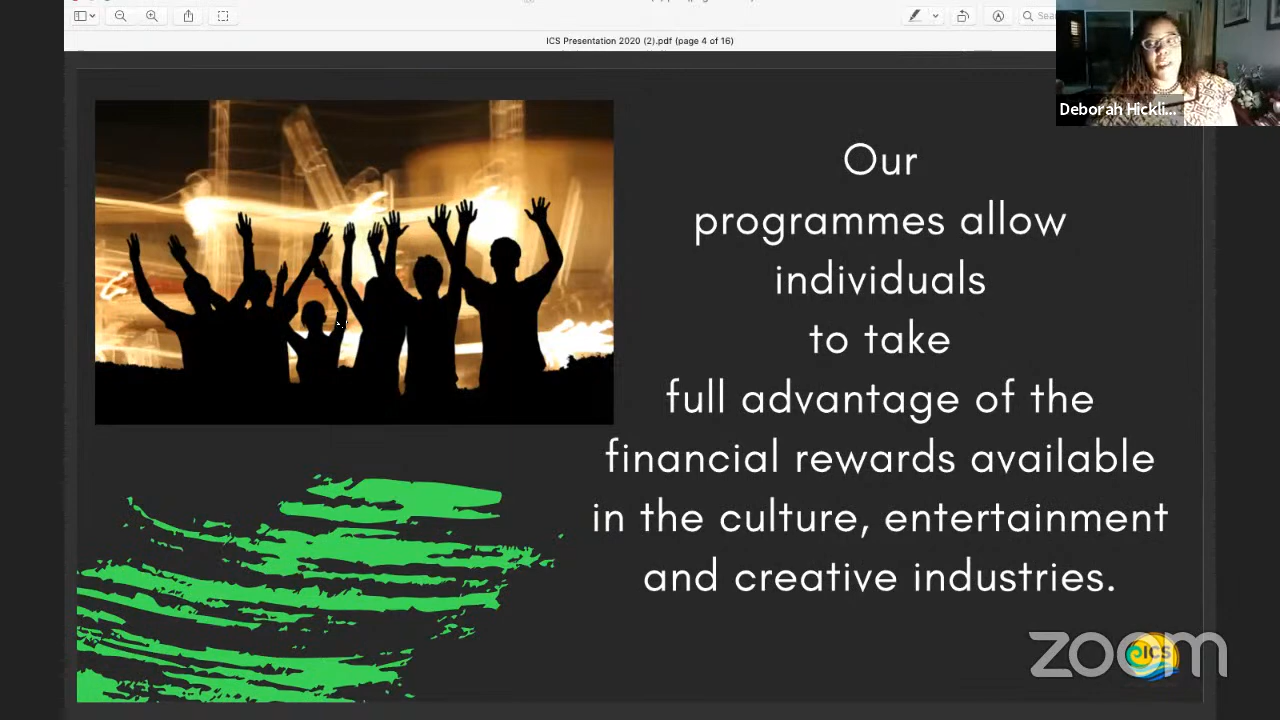 ICS Presentation 2020 (2).pdf (page 4 of 16)
Sea
Deborah Hickli...
Our
programmes allow
individuals
to take
full advantage of the
financial rewards available
in the culture, entertainment
and creative industries.
zoom
ICS